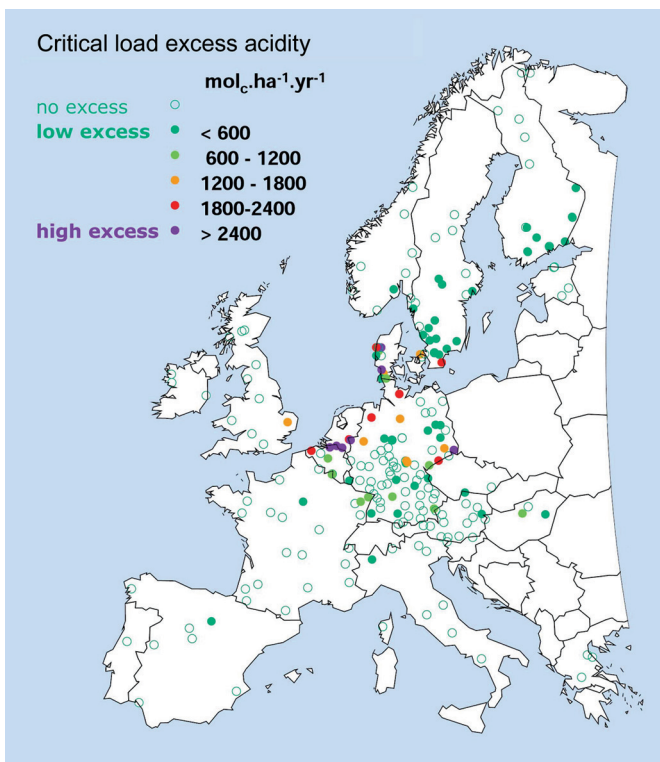 Critical load excess acidity
molc.ha-1.yr-1
no excess
low excess < 600
600 - 1200
1200 - 1800
1800-2400
high excess > 2400